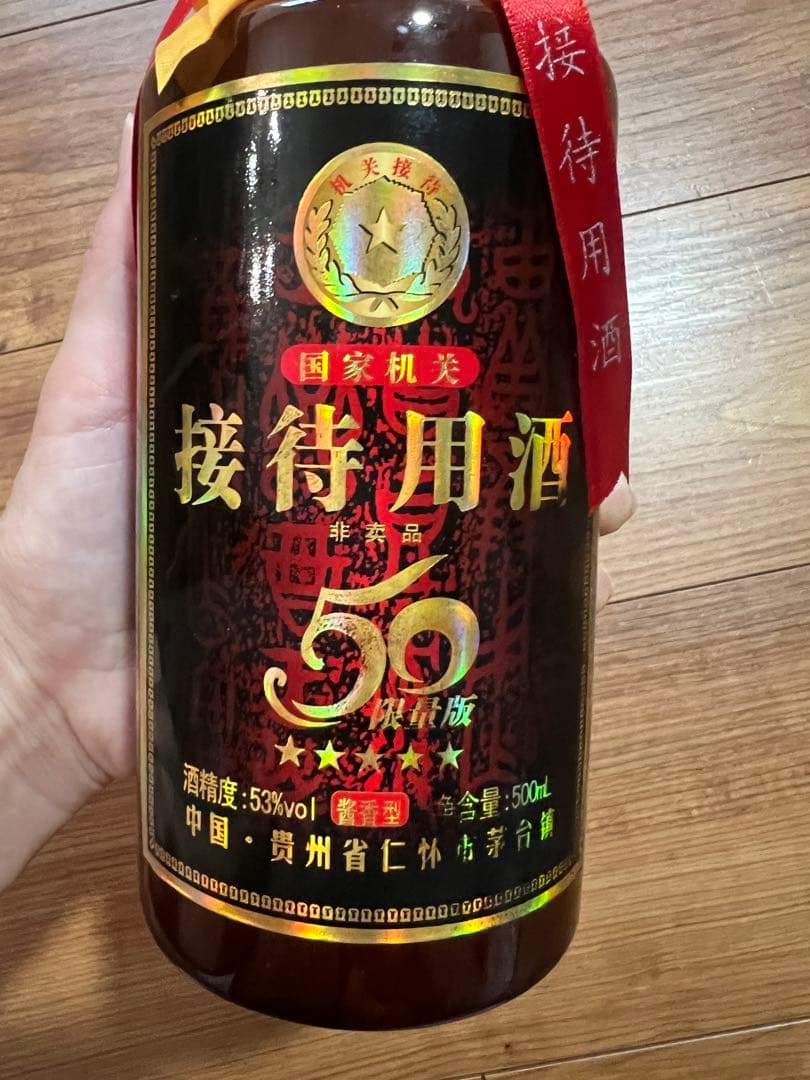 机关接待
国家机关
接待用酒
非卖品
50
限量版
酒精度:53%vol
酱香型
含量:500mL
中国·贵州省仁怀市茅台镇
接待用酒